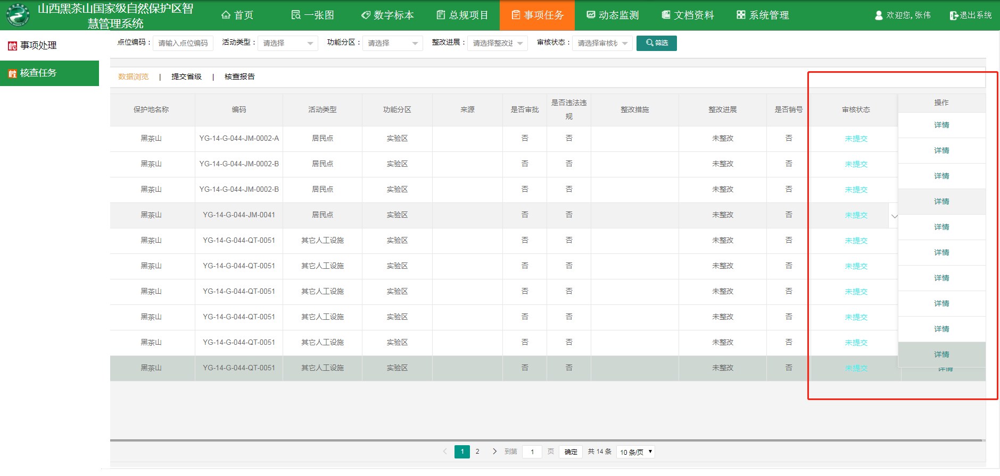 山西黑茶山国家级自然保护区智
慧管理系统
首页
一张图
数字标本
总规项目
事项任务
动态监测
文档资料
系统管理
欢迎您, 张伟
退出系统
事项处理
核查任务
点位编码：
请输入点位编码
活动类型：
请选择
功能分区：
请选择
整改进展：
请选择整改进
审核状态：
请选择审核状
筛选
数据浏览 | 提交省级 | 核查报告
保护地名称 编码 活动类型 功能分区 来源 是否审批 是否违法违规 整改措施 整改进展 是否销号 审核状态 操作
黑茶山 YG-14-G-044-JM-0002-A 居民点 实验区 否 否 未整改 否 未提交 详情
黑茶山 YG-14-G-044-JM-0002-B 居民点 实验区 否 否 未整改 否 未提交 详情
黑茶山 YG-14-G-044-JM-0002-B 居民点 实验区 否 否 未整改 否 未提交 详情
黑茶山 YG-14-G-044-JM-0041 居民点 实验区 否 否 未整改 否 未提交 详情
黑茶山 YG-14-G-044-QT-0051 其它人工设施 实验区 否 否 未整改 否 未提交 详情
黑茶山 YG-14-G-044-QT-0051 其它人工设施 实验区 否 否 未整改 否 未提交 详情
黑茶山 YG-14-G-044-QT-0051 其它人工设施 实验区 否 否 未整改 否 未提交 详情
黑茶山 YG-14-G-044-QT-0051 其它人工设施 实验区 否 否 未整改 否 未提交 详情
黑茶山 YG-14-G-044-QT-0051 其它人工设施 实验区 否 否 未整改 否 未提交 详情
黑茶山 YG-14-G-044-QT-0051 其它人工设施 实验区 否 否 未整改 否 未提交 详情
详情
1 2 到第 1 页 确定 共 14 条 10 条/页